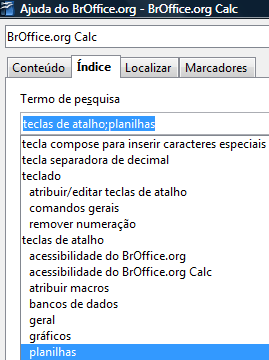 Ajuda do BrOffice.org - BrOffice.org Calc
BrOffice.org Calc
Conteúdo Índice Localizar Marcadores
Termo de pesquisa
teclas de atalho;planilhas
tecla compose para inserir caracteres especiais
tecla separadora de decimal
teclado
atribuir/editar teclas de atalho
comandos gerais
remover numeração
teclas de atalho
acessibilidade do BrOffice.org
acessibilidade do BrOffice.org Calc
atribuir macros
bancos de dados
geral
gráficos
planilhas